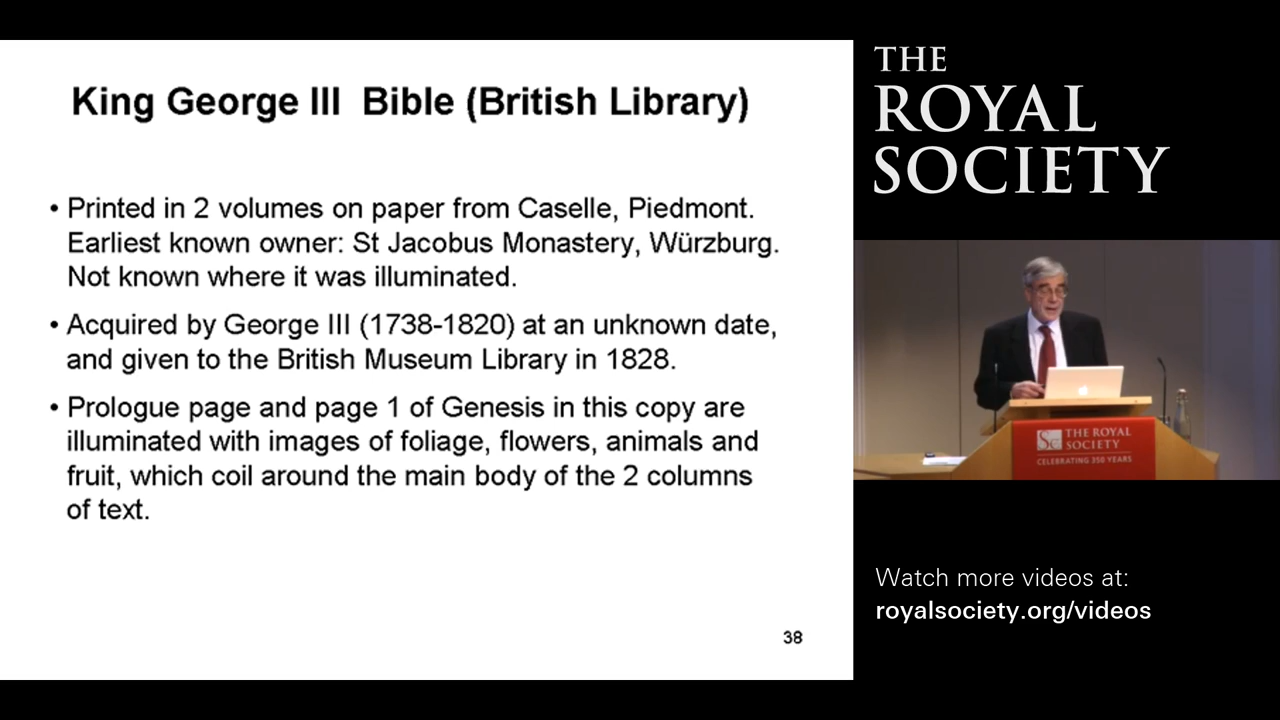 King George III Bible (British Library)
• Printed in 2 volumes on paper from Caselle, Piedmont.
Earliest known owner: St Jacobus Monastery, Würzburg.
Not known where it was illuminated.
• Acquired by George III (1738-1820) at an unknown date,
and given to the British Museum Library in 1828.
• Prologue page and page 1 of Genesis in this copy are
illuminated with images of foliage, flowers, animals and
fruit, which coil around the main body of the 2 columns
of text.
38
THE
ROYAL
SOCIETY
THE ROYAL
SOCIETY
CELEBRATING 350 YEARS
Watch more videos at:
royalsociety.org/videos